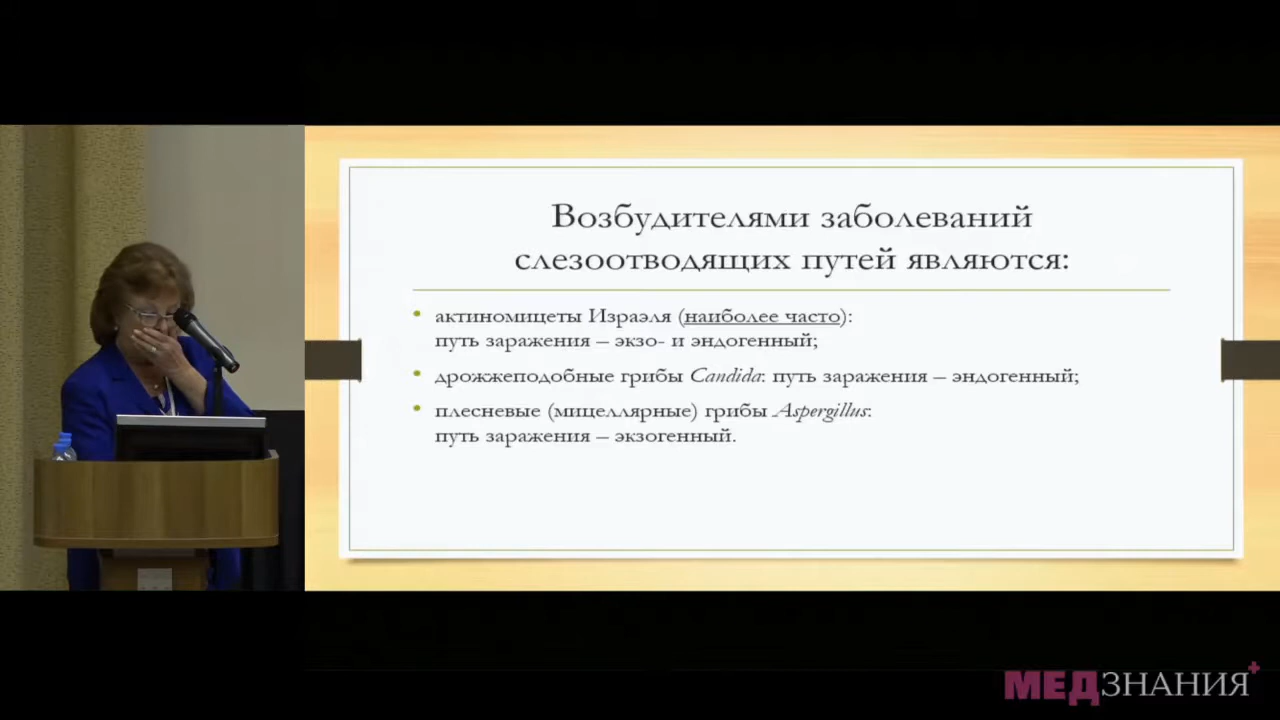 Возбудителями заболеваний
слезоотводящих путей являются:
• актиномицеты Израэля (наиболее часто):
путь заражения – экзо- и эндогенный;
• дрожжеподобные грибы Candida: путь заражения – эндогенный;
• плесневые (мицеллярные) грибы Aspergillus:
путь заражения – экзогенный.
МЕДЗНАНИЯ+